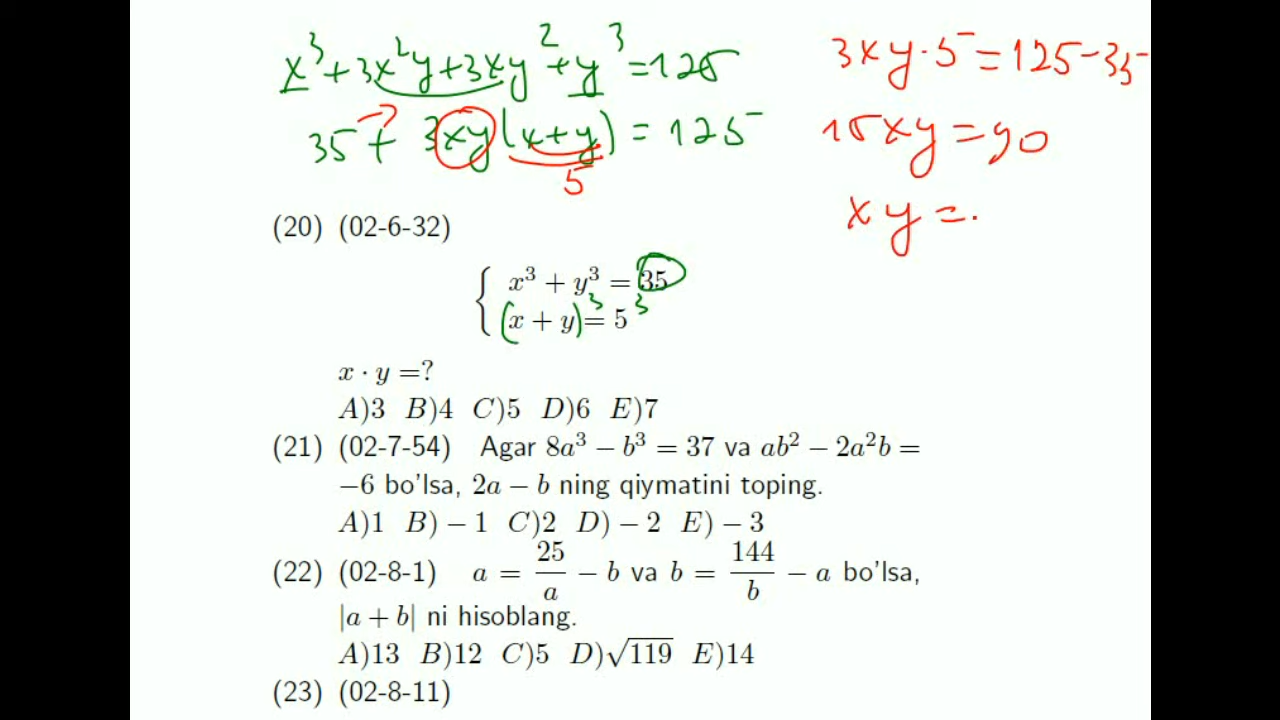 x³+3x²y+3xy²+y³=125
3xy·5=125-35
35+3xy(x+y)=125
5
15xy=90
xy=.
(20) (02-6-32)
{ x³ + y³ = 35
(x + y)³ = 5³
x · y =?
A)3 B)4 C)5 D)6 E)7
(21) (02-7-54) Agar 8a³ − b³ = 37 va ab² − 2a²b =
−6 bo'lsa, 2a − b ning qiymatini toping.
A)1 B) − 1 C)2 D) − 2 E) − 3
(22) (02-8-1) a = 25/a − b va b = 144/b − a bo'lsa,
|a + b| ni hisoblang.
A)13 B)12 C)5 D)√119 E)14
(23) (02-8-11)